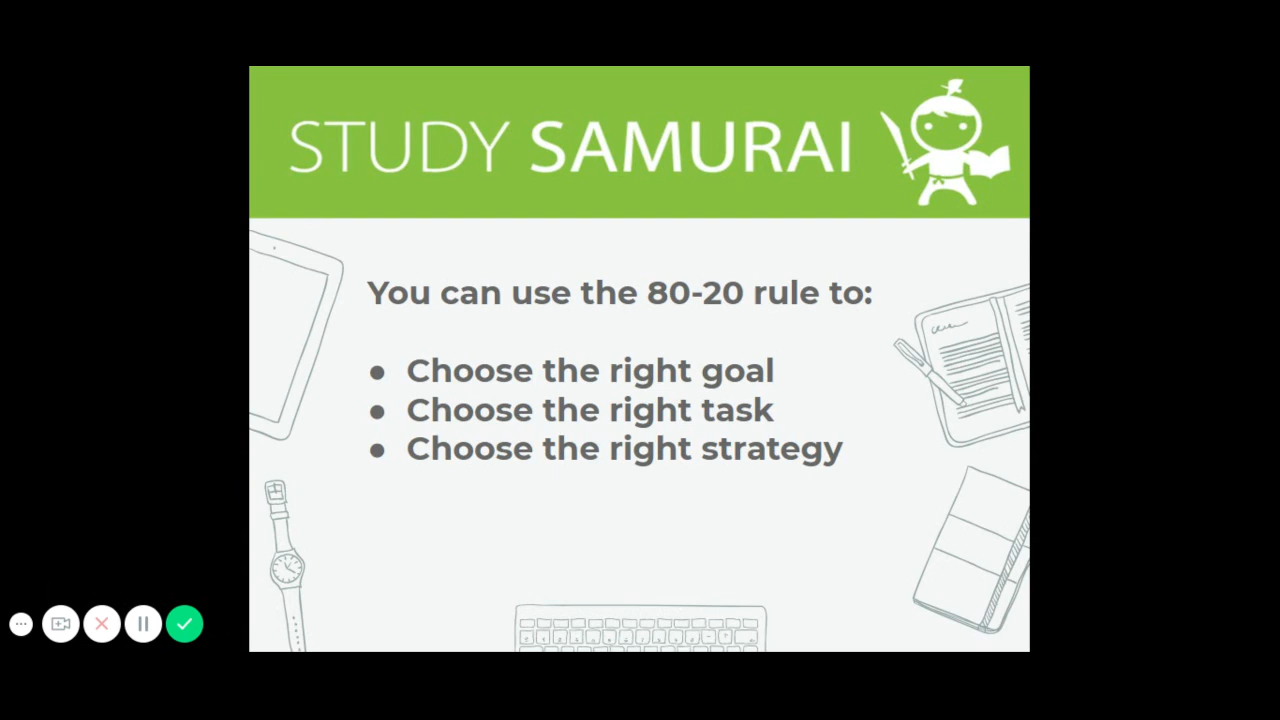 STUDY SAMURAI
You can use the 80-20 rule to:
● Choose the right goal
● Choose the right task
● Choose the right strategy